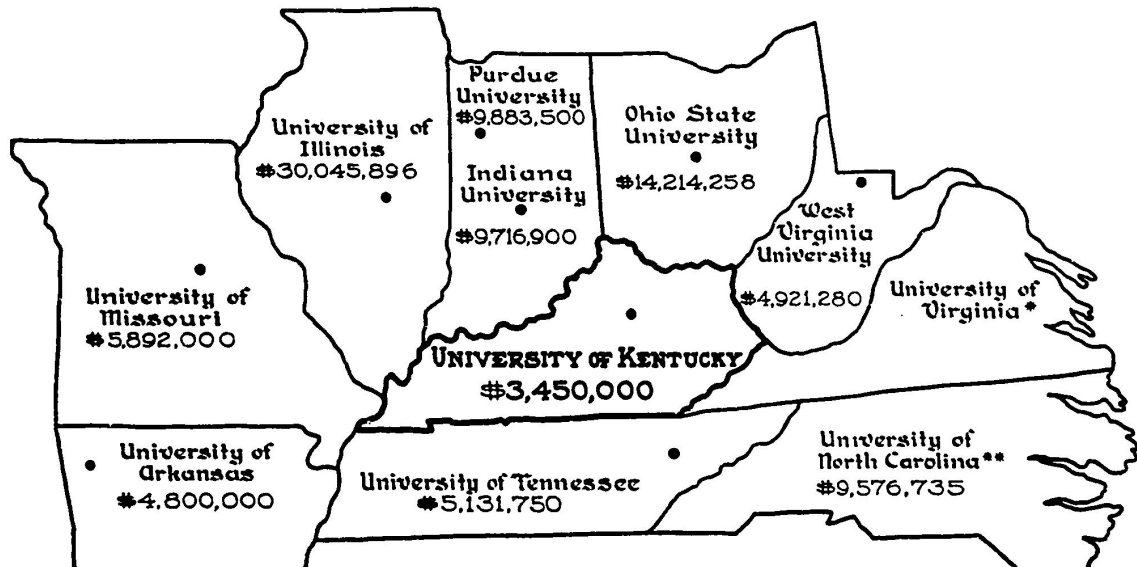 Purdue
University
$9,883,500
University of
Illinois
$30,045,896
Ohio State
University
$14,214,258
Indiana
University
$9,716,900
West
Virginia
University
$4,921,280
University of
Virginia*
University of
Missouri
$5,892,000
UNIVERSITY OF KENTUCKY
$3,450,000
University of
Arkansas
$4,800,000
University of Tennessee
$5,131,750
University of
North Carolina**
$9,576,735